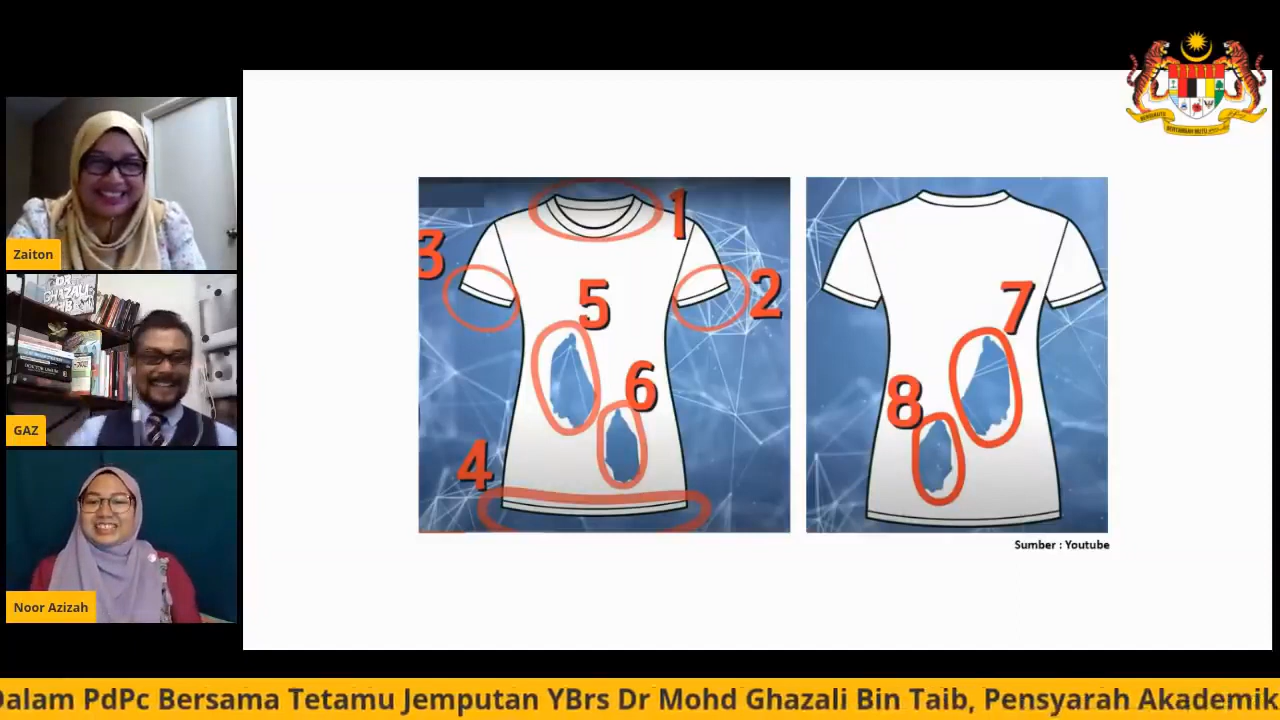 Zaiton
GAZ
Noor Azizah
1
2
3
4
5
6
7
8
Sumber : Youtube
Dalam PdPc Bersama Tetamu Jemputan YBrs Dr Mohd Ghazali Bin Taib, Pensyarah Akademik